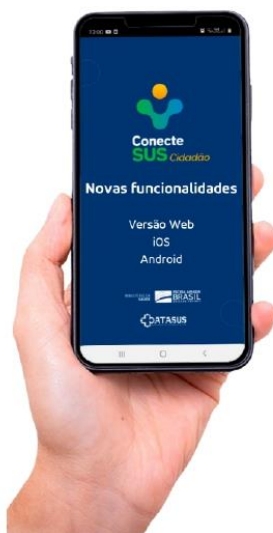 Conecte
SUS Cidadão
Novas funcionalidades
Versão Web
iOS
Android
BRASIL
DATASUS